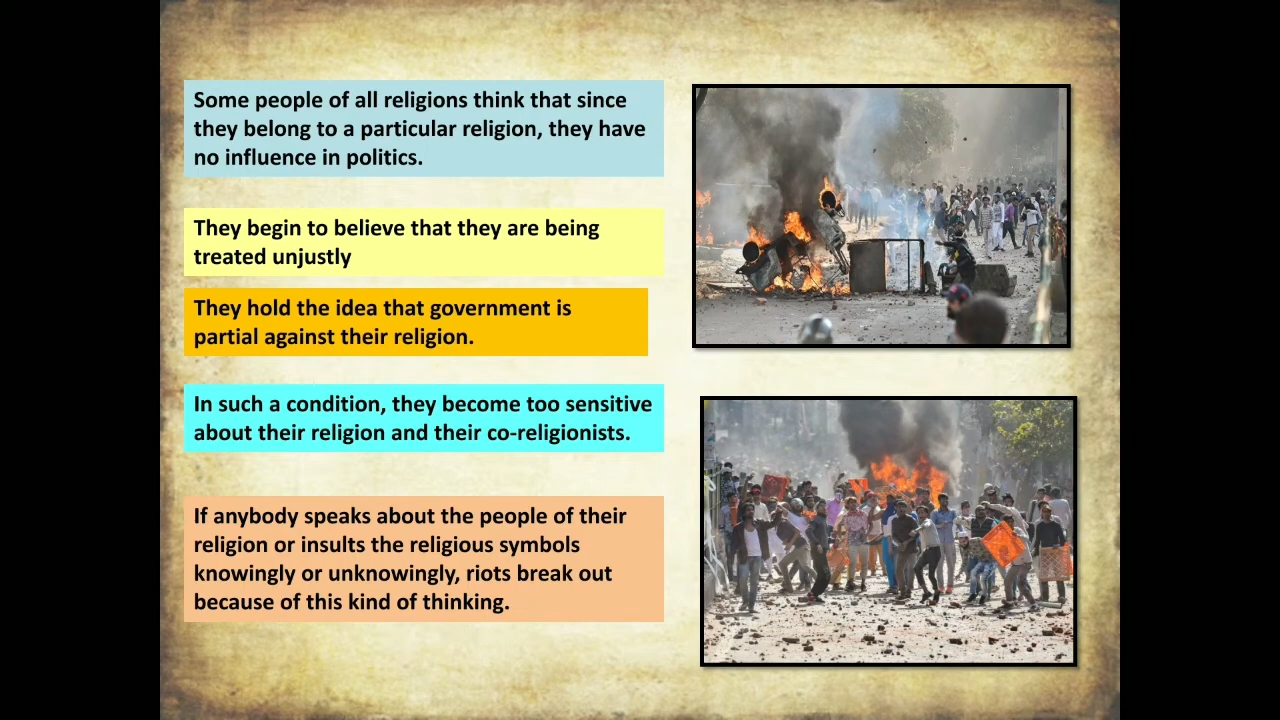 Some people of all religions think that since
they belong to a particular religion, they have
no influence in politics.
They begin to believe that they are being
treated unjustly
They hold the idea that government is
partial against their religion.
In such a condition, they become too sensitive
about their religion and their co-religionists.
If anybody speaks about the people of their
religion or insults the religious symbols
knowingly or unknowingly, riots break out
because of this kind of thinking.